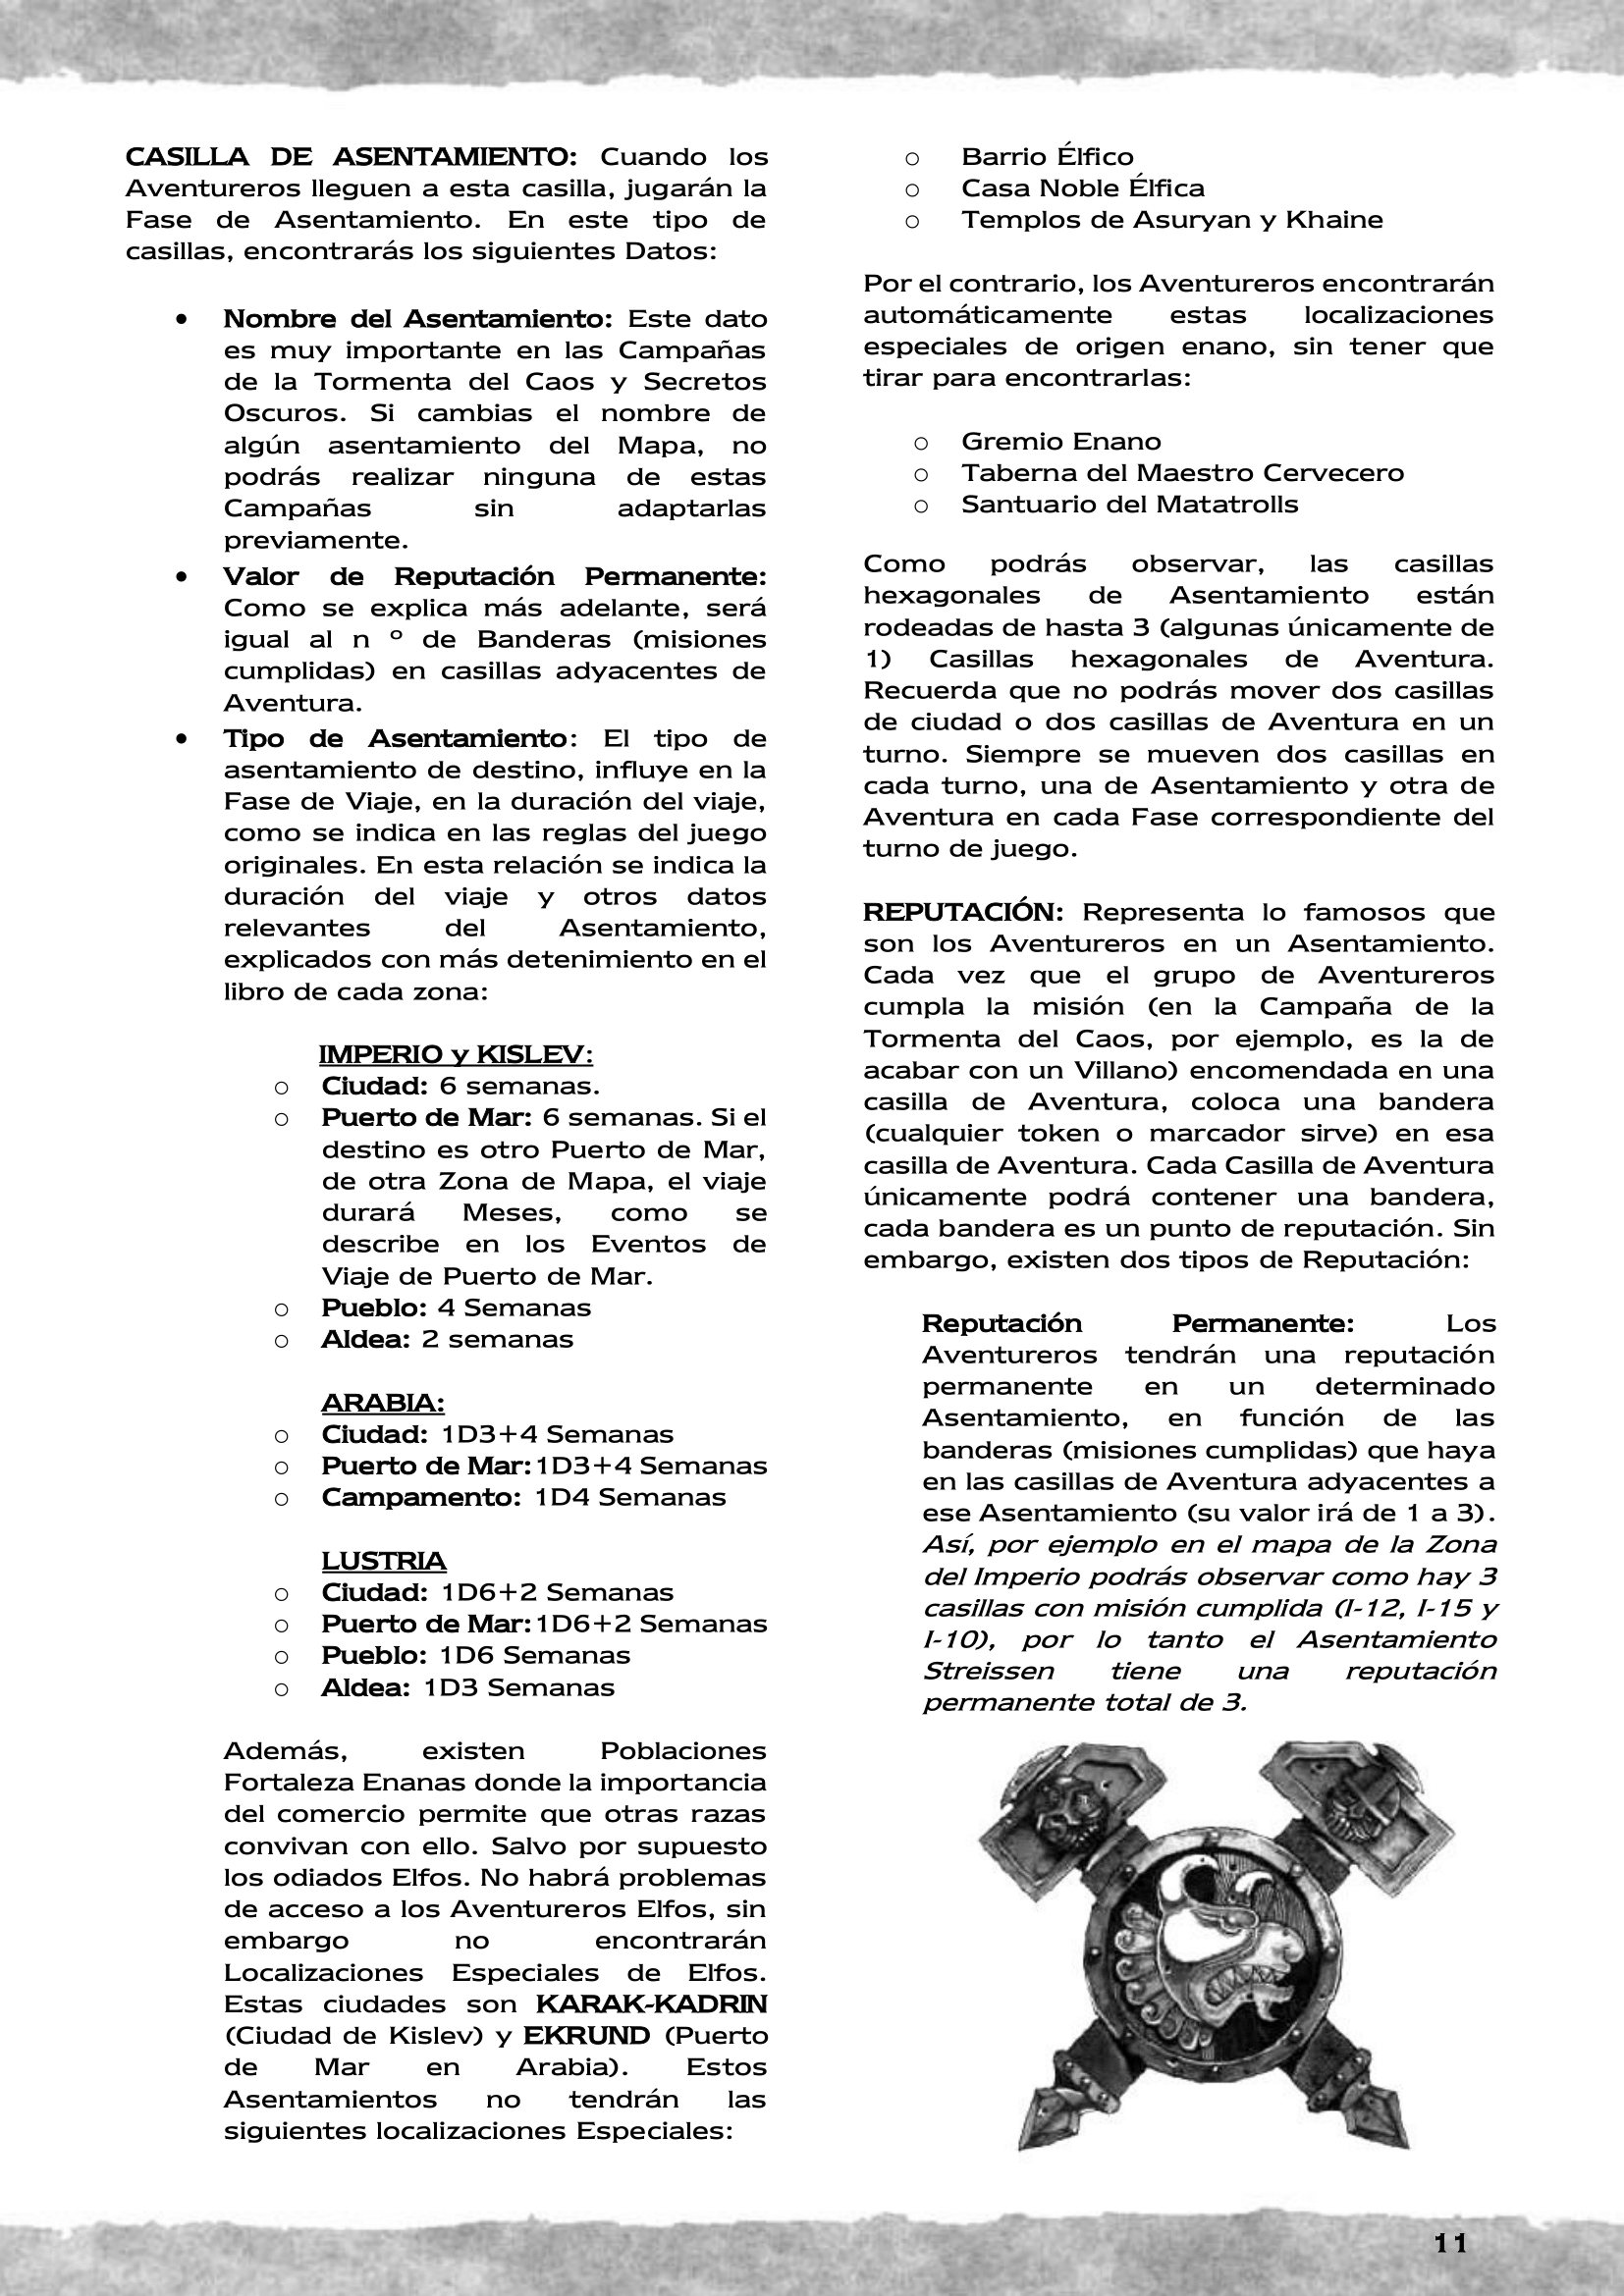 CASILLA DE ASENTAMIENTO: Cuando los
Aventureros lleguen a esta casilla, jugarán la
Fase de Asentamiento. En este tipo de
casillas, encontrarás los siguientes Datos:
• Nombre del Asentamiento: Este dato
es muy importante en las Campañas
de la Tormenta del Caos y Secretos
Oscuros. Si cambias el nombre de
algún asentamiento del Mapa, no
podrás realizar ninguna de estas
Campañas sin adaptarlas
previamente.
• Valor de Reputación Permanente:
Como se explica más adelante, será
igual al n º de Banderas (misiones
cumplidas) en casillas adyacentes de
Aventura.
• Tipo de Asentamiento: El tipo de
asentamiento de destino, influye en la
Fase de Viaje, en la duración del viaje,
como se indica en las reglas del juego
originales. En esta relación se indica la
duración del viaje y otros datos
relevantes del Asentamiento,
explicados con más detenimiento en el
libro de cada zona:
IMPERIO y KISLEV:
o Ciudad: 6 semanas.
o Puerto de Mar: 6 semanas. Si el
destino es otro Puerto de Mar,
de otra Zona de Mapa, el viaje
durará Meses, como se
describe en los Eventos de
Viaje de Puerto de Mar.
o Pueblo: 4 Semanas
o Aldea: 2 semanas
ARABIA:
o Ciudad: 1D3+4 Semanas
o Puerto de Mar: 1D3+4 Semanas
o Campamento: 1D4 Semanas
LUSTRIA
o Ciudad: 1D6+2 Semanas
o Puerto de Mar: 1D6+2 Semanas
o Pueblo: 1D6 Semanas
o Aldea: 1D3 Semanas
Además, existen Poblaciones
Fortaleza Enanas donde la importancia
del comercio permite que otras razas
convivan con ello. Salvo por supuesto
los odiados Elfos. No habrá problemas
de acceso a los Aventureros Elfos, sin
embargo no encontrarán
Localizaciones Especiales de Elfos.
Estas ciudades son KARAK-KADRIN
(Ciudad de Kislev) y EKRUND (Puerto
de Mar en Arabia). Estos
Asentamientos no tendrán las
siguientes localizaciones Especiales:
o Barrio Élfico
o Casa Noble Élfica
o Templos de Asuryan y Khaine
Por el contrario, los Aventureros encontrarán
automáticamente estas localizaciones
especiales de origen enano, sin tener que
tirar para encontrarlas:
o Gremio Enano
o Taberna del Maestro Cervecero
o Santuario del Matatrolls
Como podrás observar, las casillas
hexagonales de Asentamiento están
rodeadas de hasta 3 (algunas únicamente de
1) Casillas hexagonales de Aventura.
Recuerda que no podrás mover dos casillas
de ciudad o dos casillas de Aventura en un
turno. Siempre se mueven dos casillas en
cada turno, una de Asentamiento y otra de
Aventura en cada Fase correspondiente del
turno de juego.
REPUTACIÓN: Representa lo famosos que
son los Aventureros en un Asentamiento.
Cada vez que el grupo de Aventureros
cumpla la misión (en la Campaña de la
Tormenta del Caos, por ejemplo, es la de
acabar con un Villano) encomendada en una
casilla de Aventura, coloca una bandera
(cualquier token o marcador sirve) en esa
casilla de Aventura. Cada Casilla de Aventura
únicamente podrá contener una bandera,
cada bandera es un punto de reputación. Sin
embargo, existen dos tipos de Reputación:
Reputación Permanente: Los
Aventureros tendrán una reputación
permanente en un determinado
Asentamiento, en función de las
banderas (misiones cumplidas) que haya
en las casillas de Aventura adyacentes a
ese Asentamiento (su valor irá de 1 a 3).
Así, por ejemplo en el mapa de la Zona
del Imperio podrás observar como hay 3
casillas con misión cumplida (I-12, I-15 y
I-10), por lo tanto el Asentamiento
Streissen tiene una reputación
permanente total de 3.
11